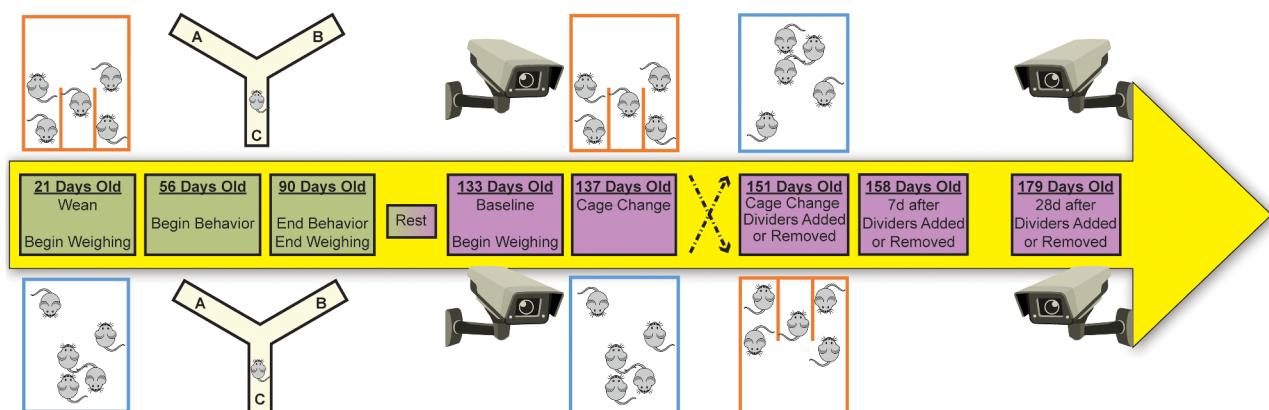 A
B
C
21 Days Old
Wean
Begin Weighing
56 Days Old
Begin Behavior
90 Days Old
End Behavior
End Weighing
Rest
133 Days Old
Baseline
Begin Weighing
137 Days Old
Cage Change
151 Days Old
Cage Change
Dividers Added
or Removed
158 Days Old
7d after
Dividers Added
or Removed
179 Days Old
28d after
Dividers Added
or Removed
A
B
C